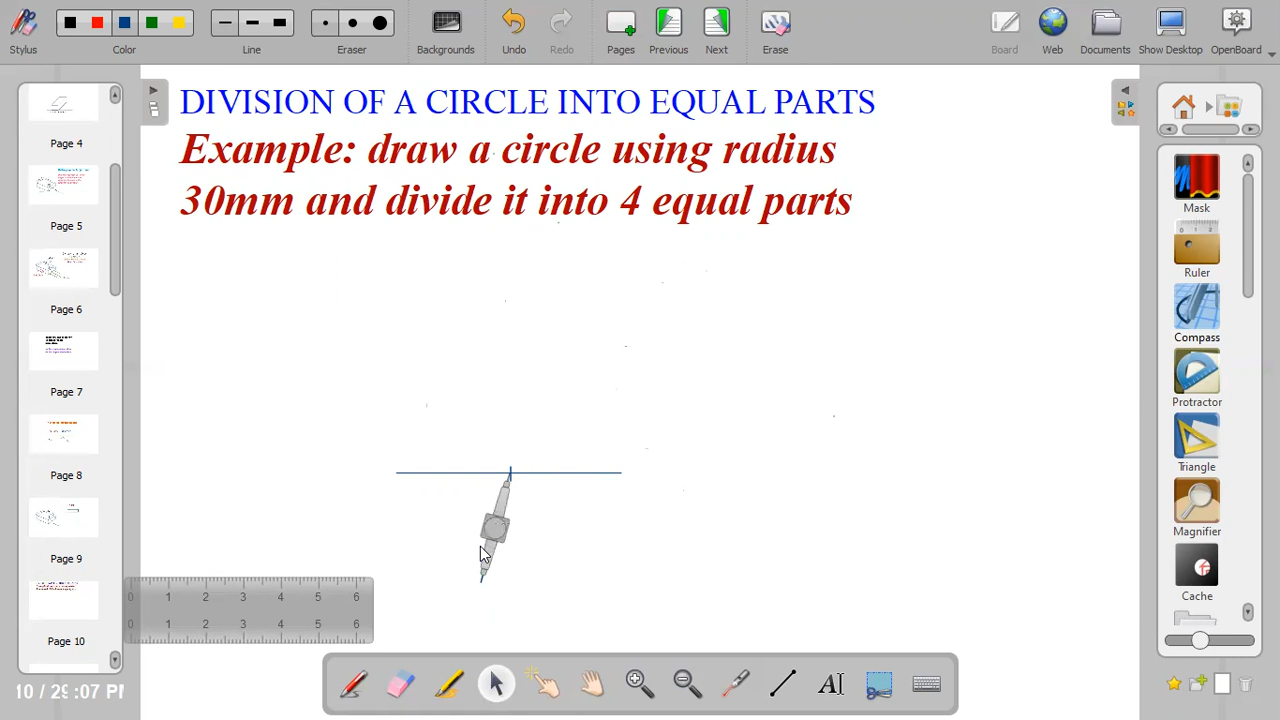 Stylus
Color
Line
Eraser
Backgrounds
Undo
Redo
Pages
Previous
Next
Erase
Board
Web
Documents
Show Desktop
OpenBoard
DIVISION OF A CIRCLE INTO EQUAL PARTS
Example: draw a circle using radius
30mm and divide it into 4 equal parts
Page 4
Page 5
Page 6
Page 7
Page 8
Page 9
Page 10
Mask
Ruler
Compass
Protractor
Triangle
Magnifier
Cache
0 1 2 3 4 5 6
0 1 2 3 4 5 6